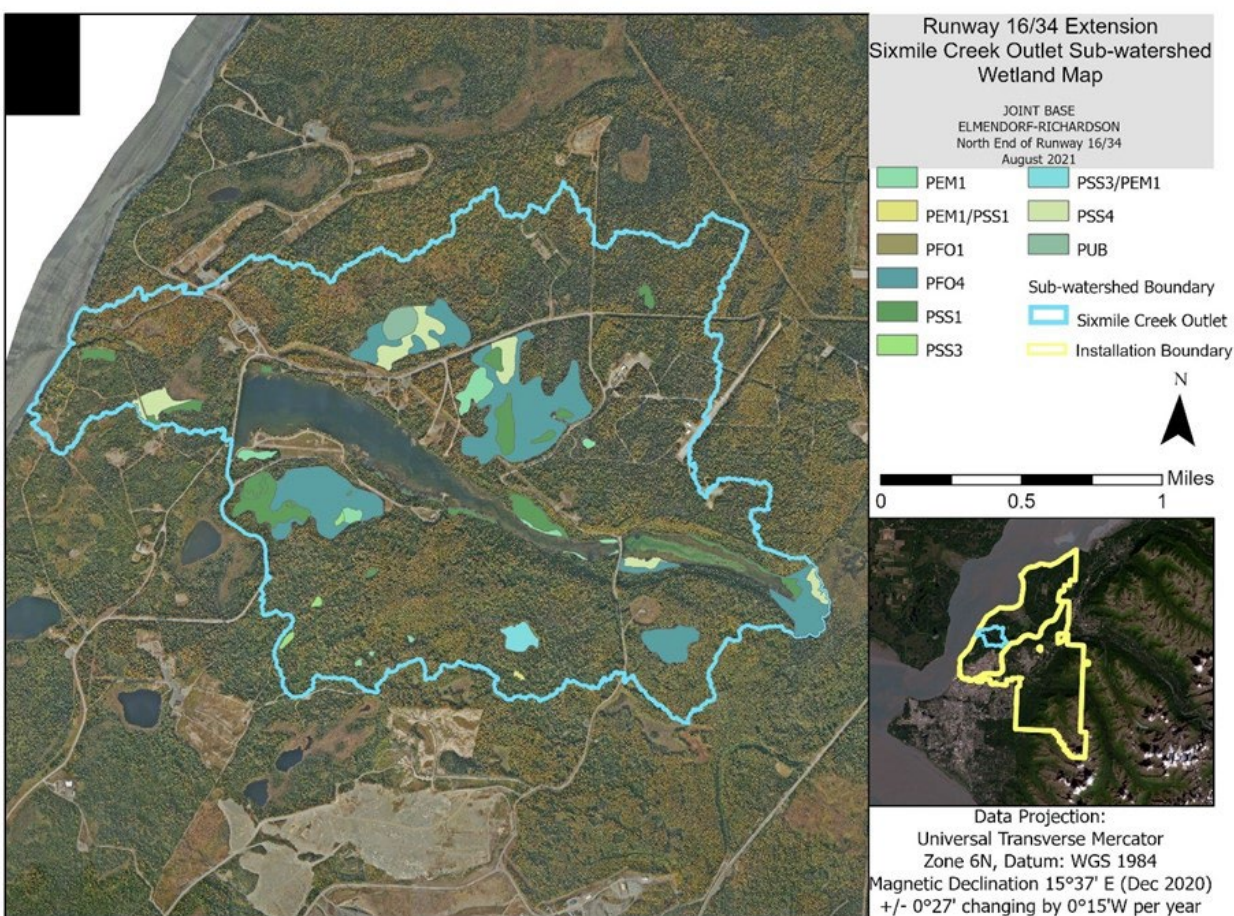 Runway 16/34 Extension
Sixmile Creek Outlet Sub-watershed
Wetland Map
JOINT BASE
ELMENDORF-RICHARDSON
North End of Runway 16/34
August 2021
PEM1
PEM1/PSS1
PFO1
PFO4
PSS1
PSS3
PSS3/PEM1
PSS4
PUB
Sub-watershed Boundary
Sixmile Creek Outlet
Installation Boundary
N
Miles
0 0.5 1
Data Projection:
Universal Transverse Mercator
Zone 6N, Datum: WGS 1984
Magnetic Declination 15°37' E (Dec 2020)
+/- 0°27' changing by 0°15'W per year